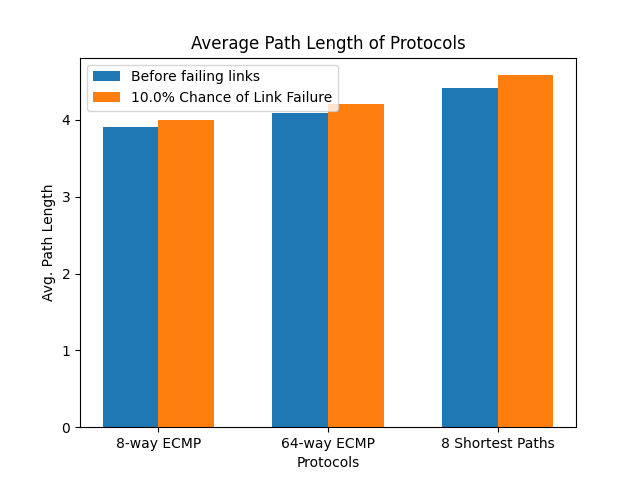 Average Path Length of Protocols
Before failing links
10.0% Chance of Link Failure
Avg. Path Length
4
3
2
1
0
8-way ECMP
64-way ECMP
8 Shortest Paths
Protocols